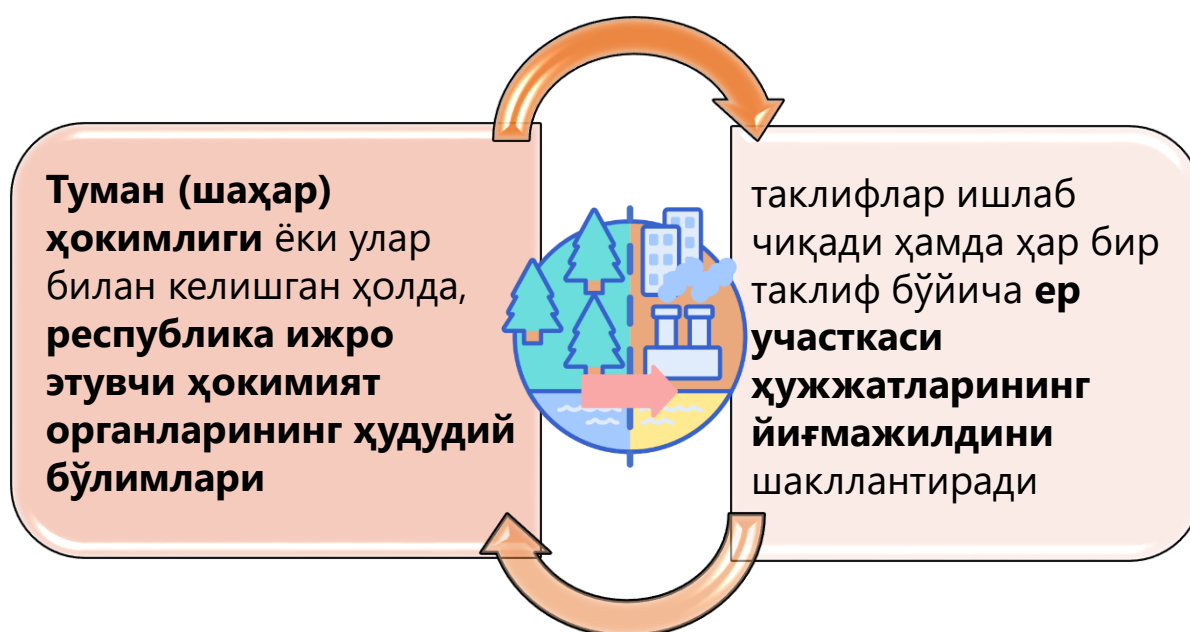 Туман (шаҳар)
ҳокимлиги ёки улар
билан келишган ҳолда,
республика ижро
этувчи ҳокимият
органларининг ҳудудий
бўлимлари
таклифлар ишлаб
чиқади ҳамда ҳар бир
таклиф бўйича ер
участкаси
ҳужжатларининг
йиғмажилдини
шакллантиради